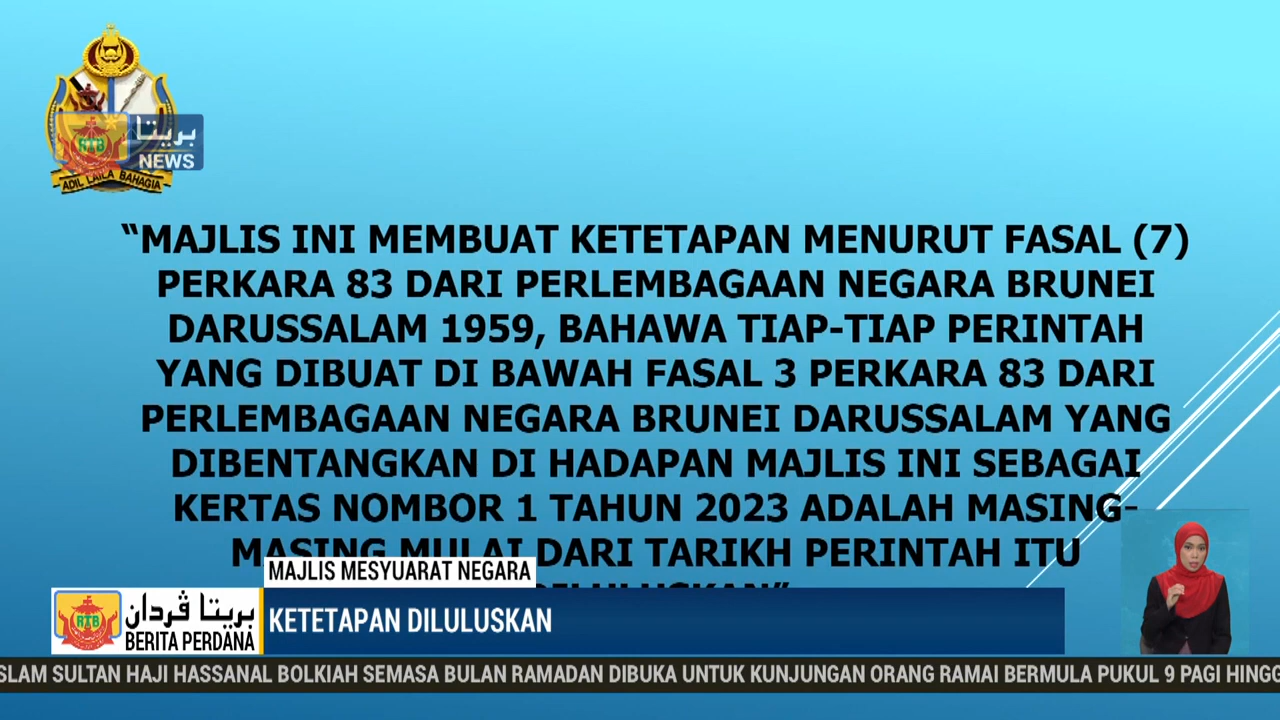 ADIL LAILA BAHAGIA
RTB
بريتا
NEWS
“MAJLIS INI MEMBUAT KETETAPAN MENURUT FASAL (7)
PERKARA 83 DARI PERLEMBAGAAN NEGARA BRUNEI
DARUSSALAM 1959, BAHAWA TIAP-TIAP PERINTAH
YANG DIBUAT DI BAWAH FASAL 3 PERKARA 83 DARI
PERLEMBAGAAN NEGARA BRUNEI DARUSSALAM YANG
DIBENTANGKAN DI HADAPAN MAJLIS INI SEBAGAI
KERTAS NOMBOR 1 TAHUN 2023 ADALAH MASING-
MASING MULAI DARI TARIKH PERINTAH ITU
MAJLIS MESYUARAT NEGARA
RTB
بريتا ڤردان
BERITA PERDANA
KETETAPAN DILULUSKAN
SLAM SULTAN HAJI HASSANAL BOLKIAH SEMASA BULAN RAMADAN DIBUKA UNTUK KUNJUNGAN ORANG RAMAI BERMULA PUKUL 9 PAGI HINGG